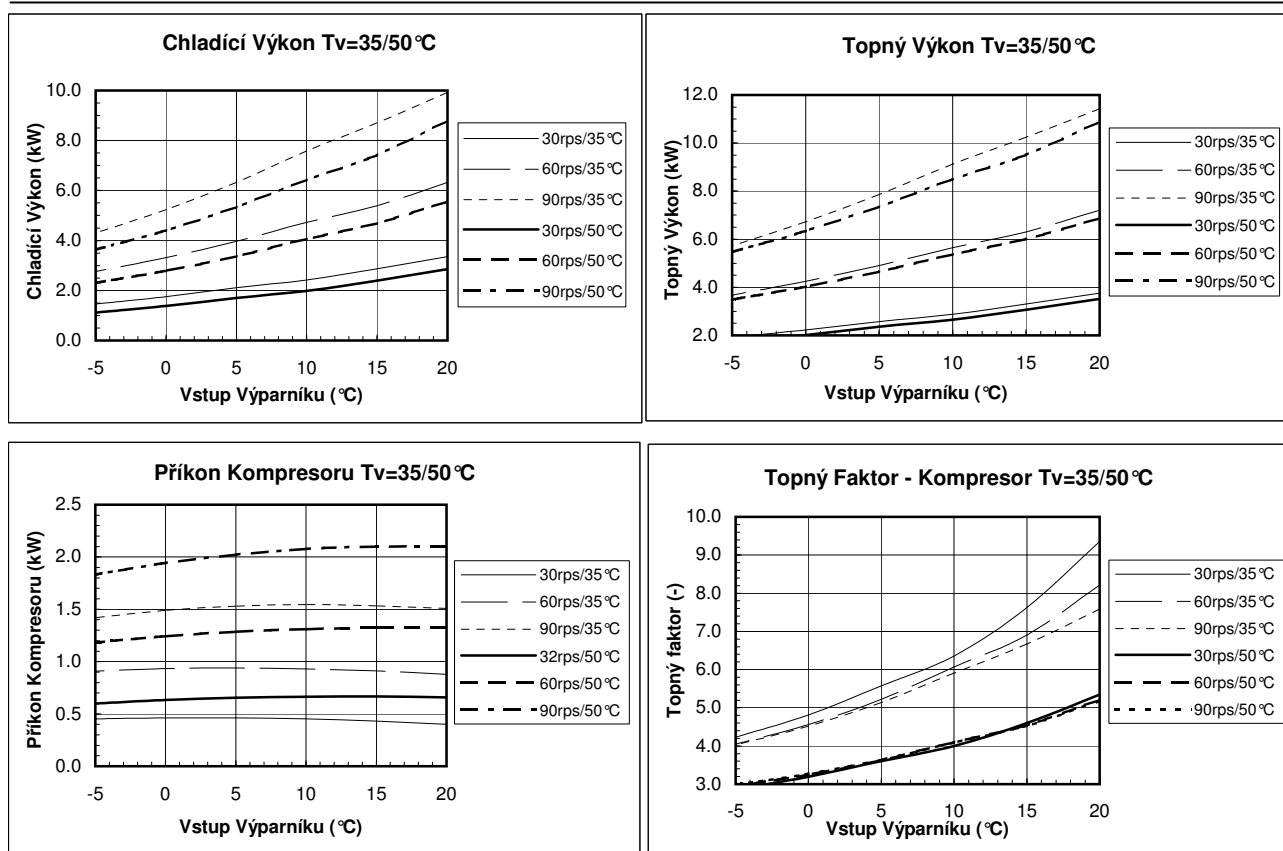 Chladící Výkon Tv=35/50°C
Chladící Výkon (kW)
10.0
8.0
6.0
4.0
2.0
0.0
-5 0 5 10 15 20
Vstup Výparníku (°C)
30rps/35°C
60rps/35°C
90rps/35°C
30rps/50°C
60rps/50°C
90rps/50°C
Topný Výkon Tv=35/50°C
Topný Výkon (kW)
12.0
10.0
8.0
6.0
4.0
2.0
-5 0 5 10 15 20
Vstup Výparníku (°C)
30rps/35°C
60rps/35°C
90rps/35°C
30rps/50°C
60rps/50°C
90rps/50°C
Příkon Kompresoru Tv=35/50°C
Příkon Kompresoru (kW)
2.5
2.0
1.5
1.0
0.5
0.0
-5 0 5 10 15 20
Vstup Výparníku (°C)
30rps/35°C
60rps/35°C
90rps/35°C
32rps/50°C
60rps/50°C
90rps/50°C
Topný Faktor - Kompresor Tv=35/50°C
Topný faktor (-)
10.0
9.0
8.0
7.0
6.0
5.0
4.0
3.0
-5 0 5 10 15 20
Vstup Výparníku (°C)
30rps/35°C
60rps/35°C
90rps/35°C
30rps/50°C
60rps/50°C
90rps/50°C